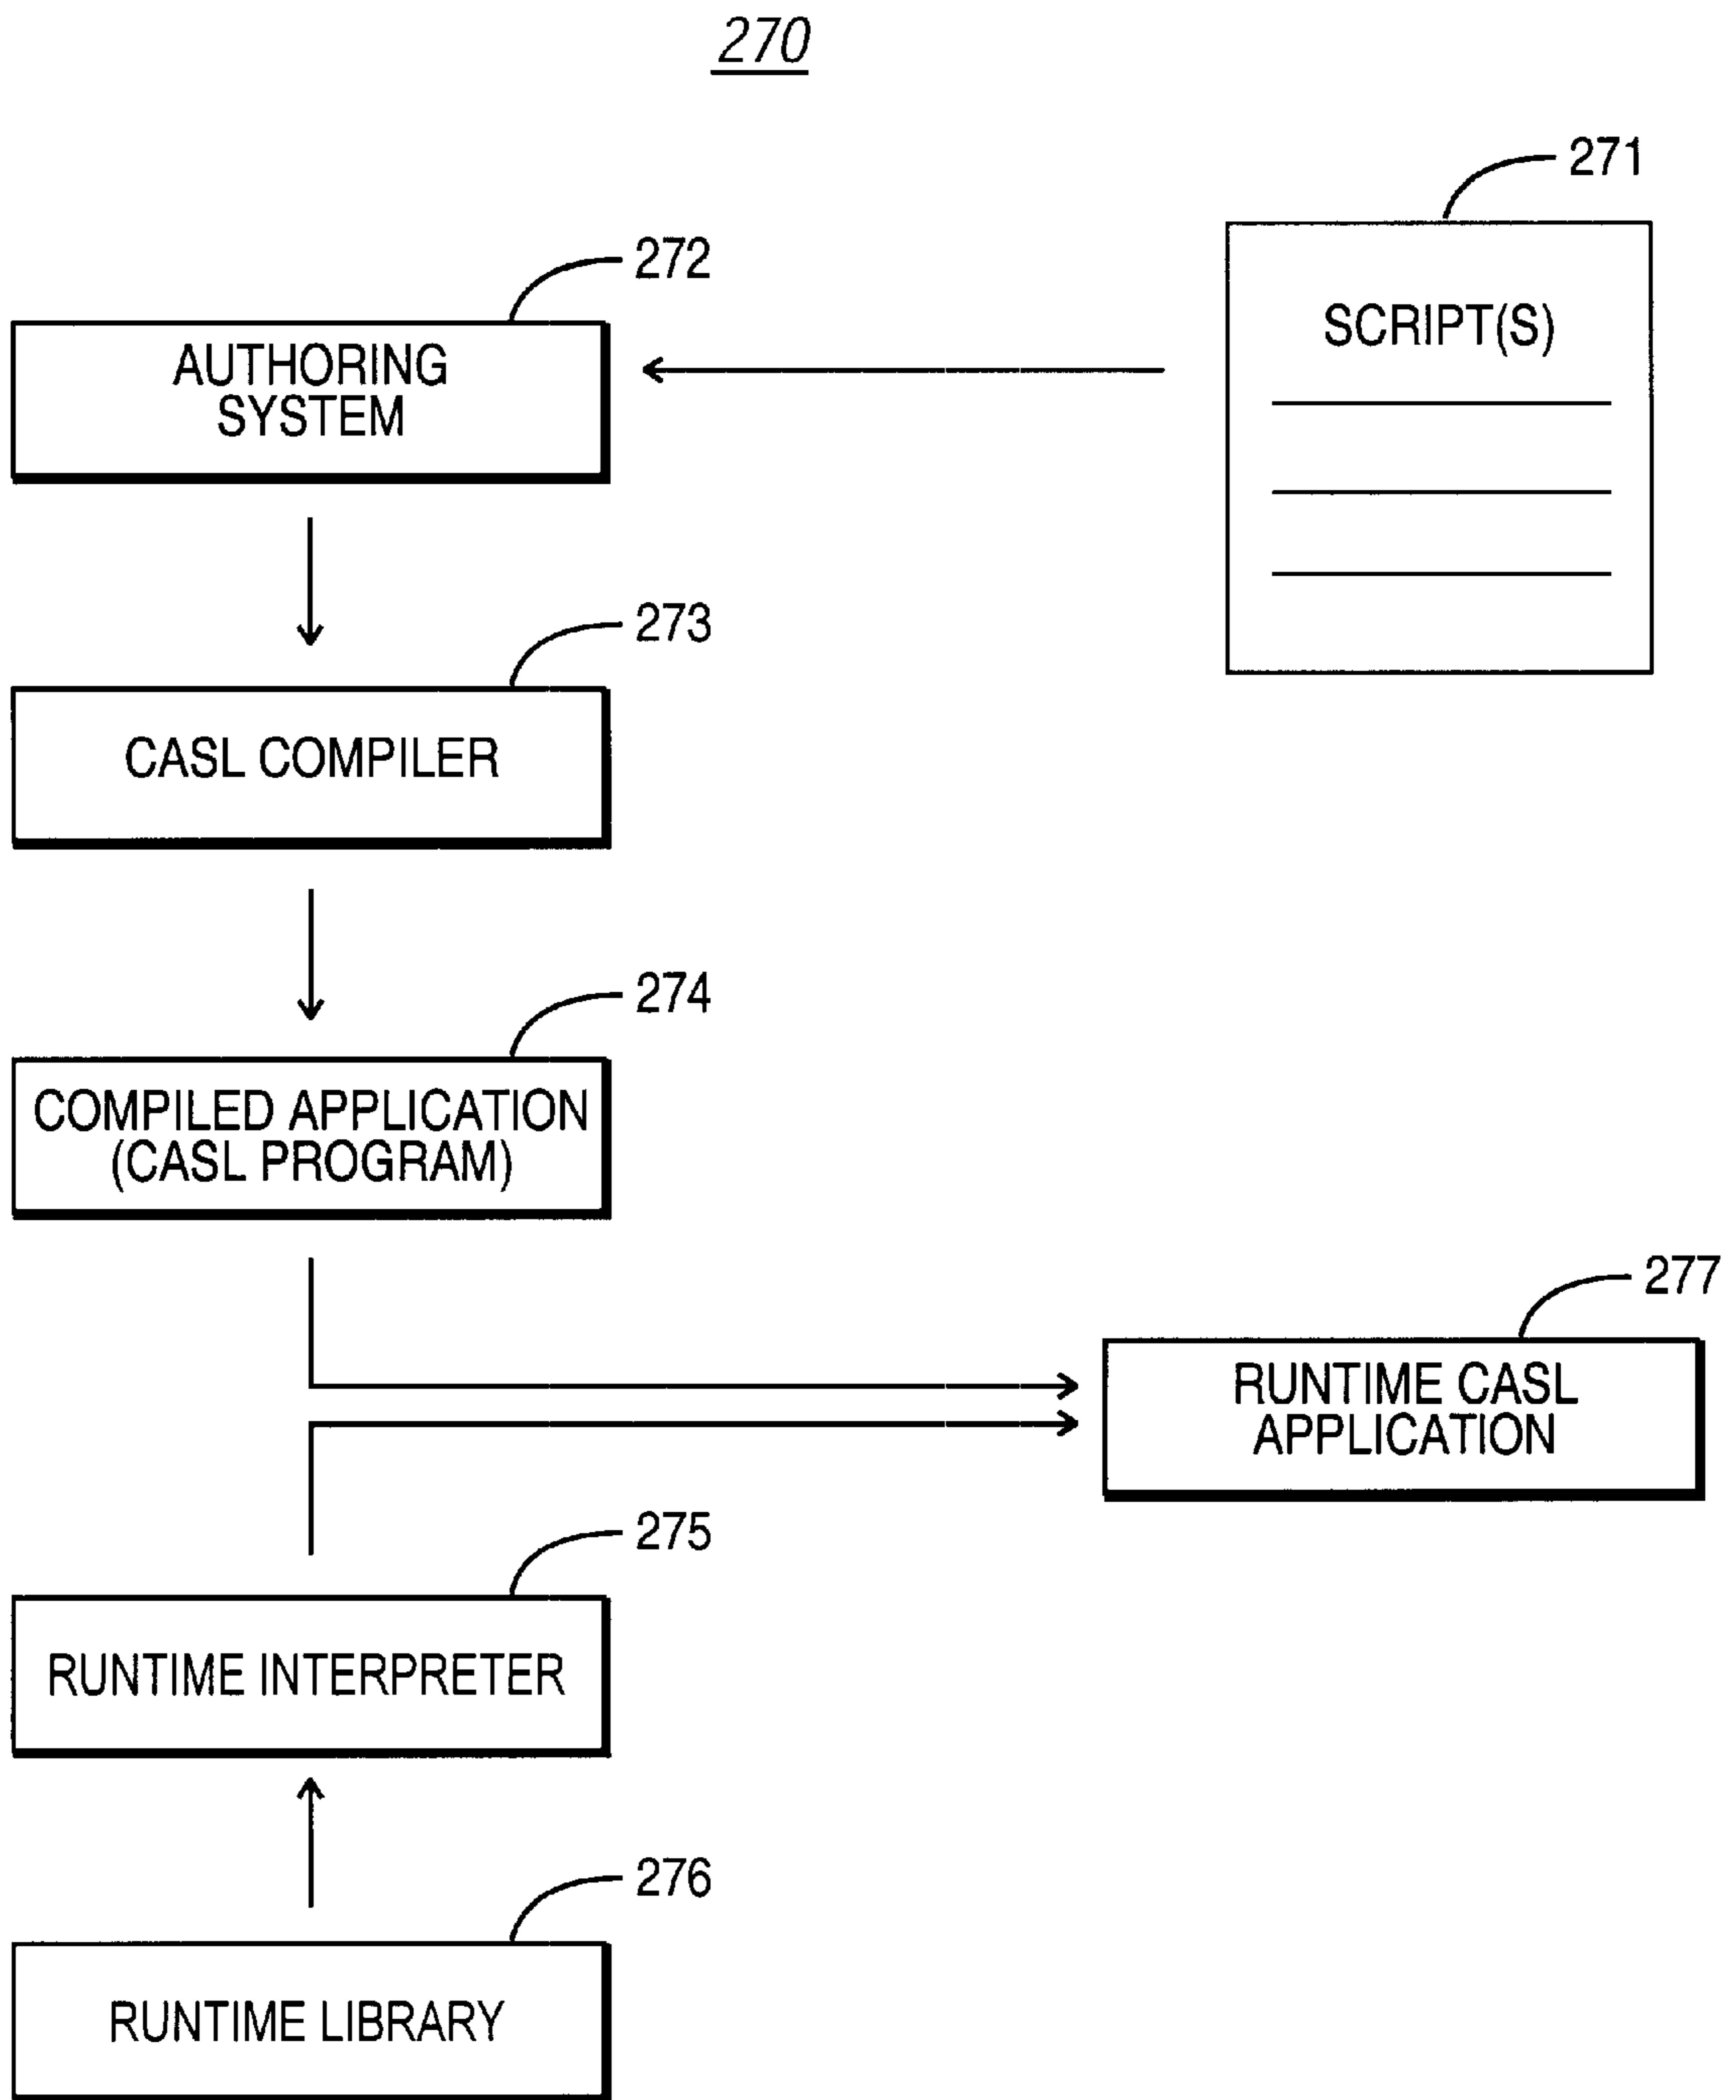 270
271
SCRIPT(S)
272
AUTHORING
SYSTEM
273
CASL COMPILER
274
COMPILED APPLICATION
(CASL PROGRAM)
277
RUNTIME CASL
APPLICATION
275
RUNTIME INTERPRETER
276
RUNTIME LIBRARY